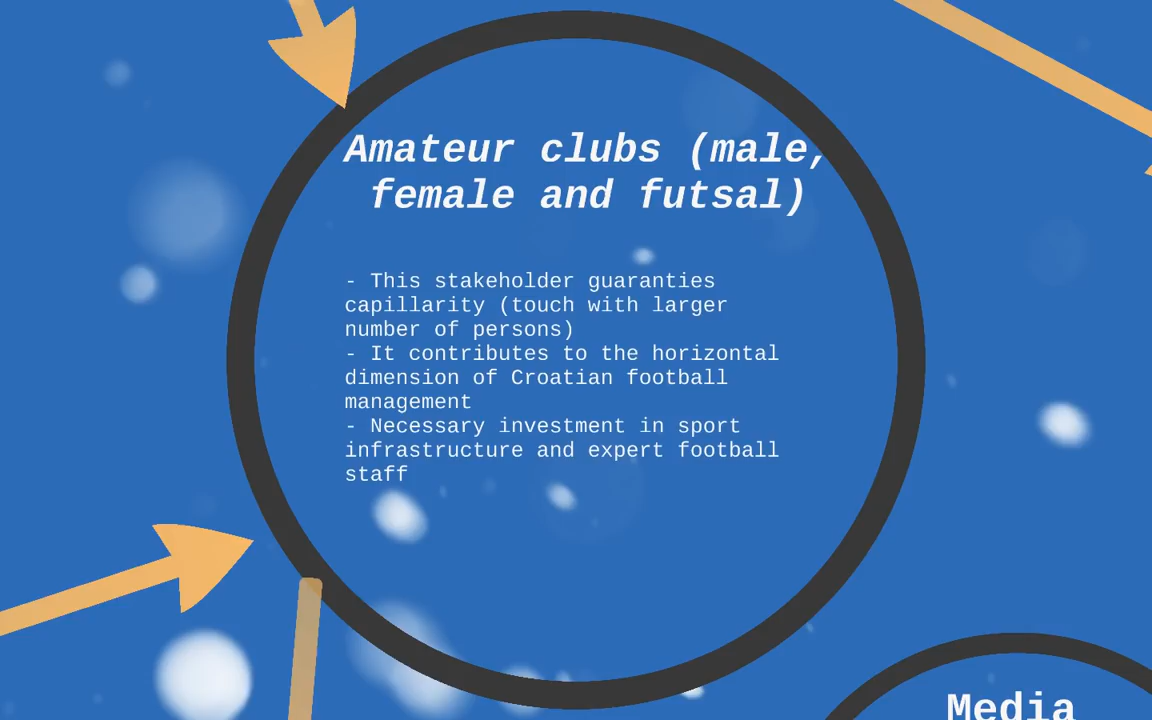 Amateur clubs (male,
female and futsal)
- This stakeholder guaranties
capillarity (touch with larger
number of persons)
- It contributes to the horizontal
dimension of Croatian football
management
- Necessary investment in sport
infrastructure and expert football
staff
Media